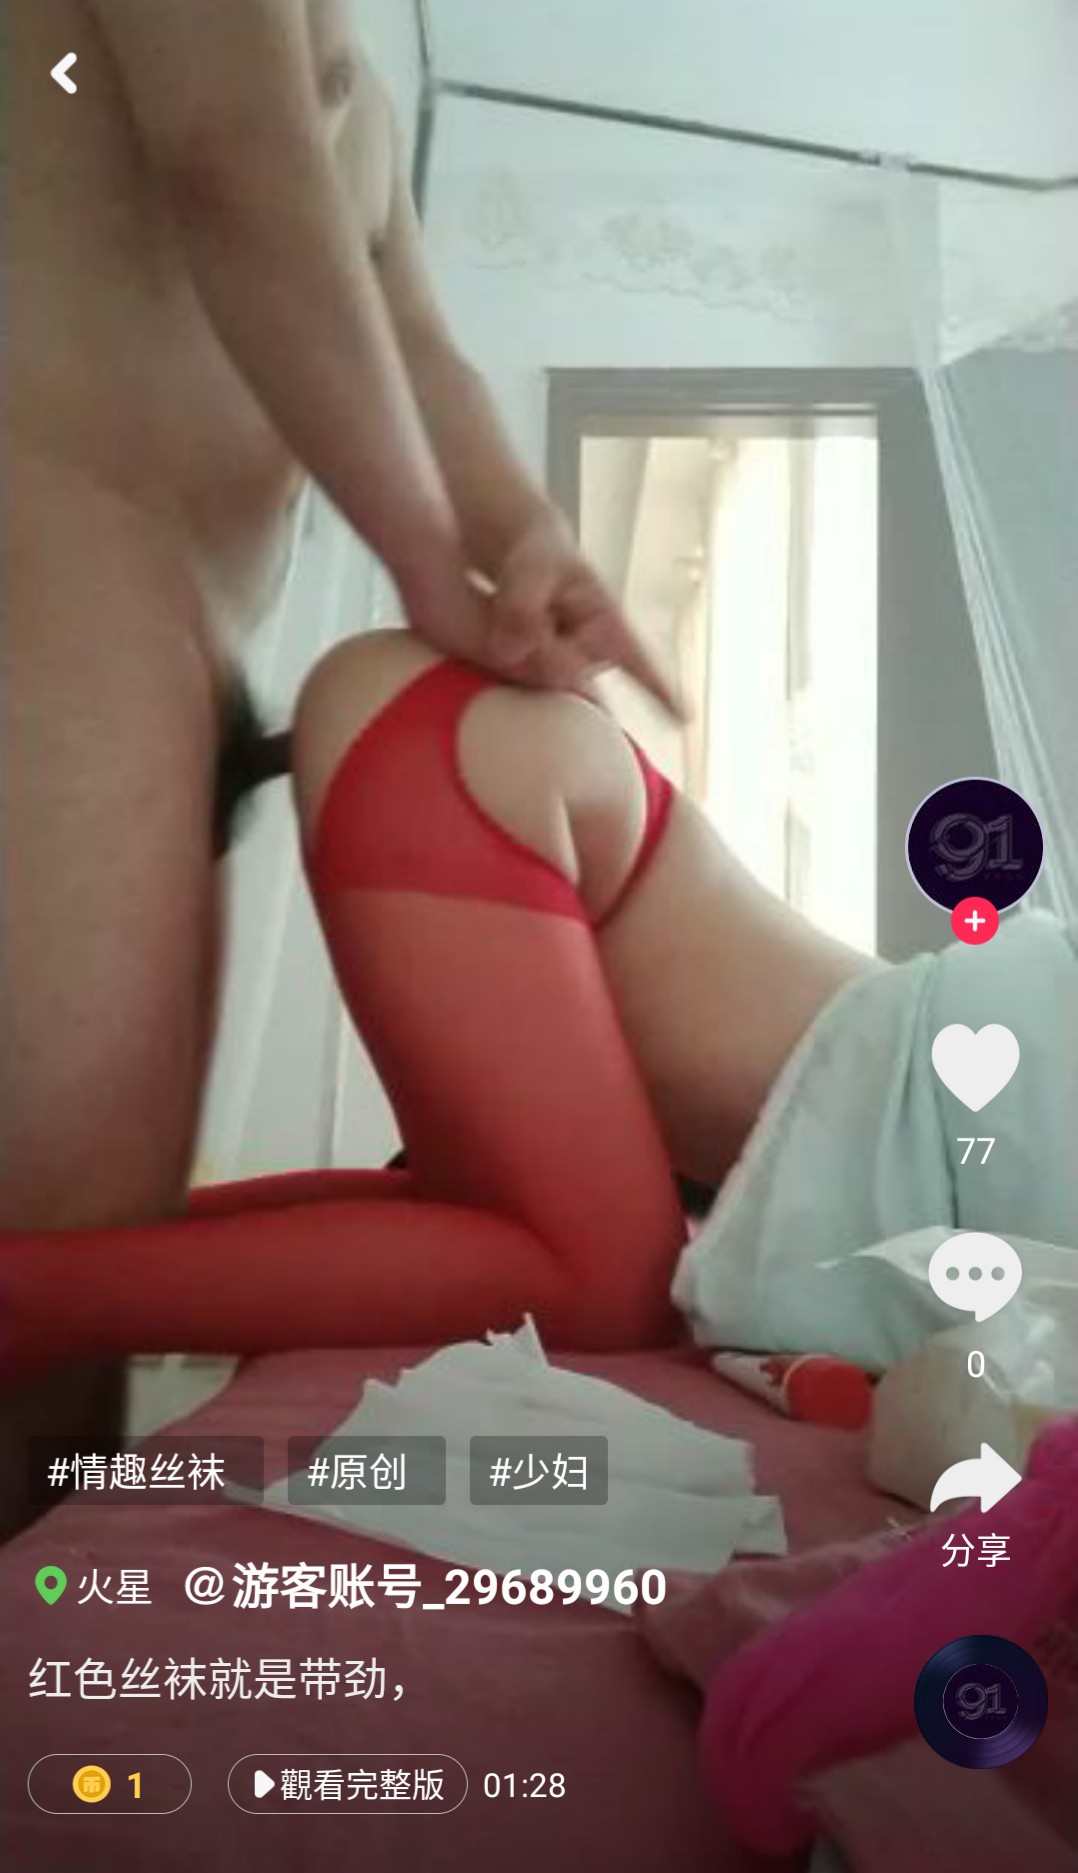 91
77
0
#情趣丝袜 #原创 #少妇
分享
火星 @游客账号_29689960
红色丝袜就是带劲，
91
币 1 觀看完整版 01:28